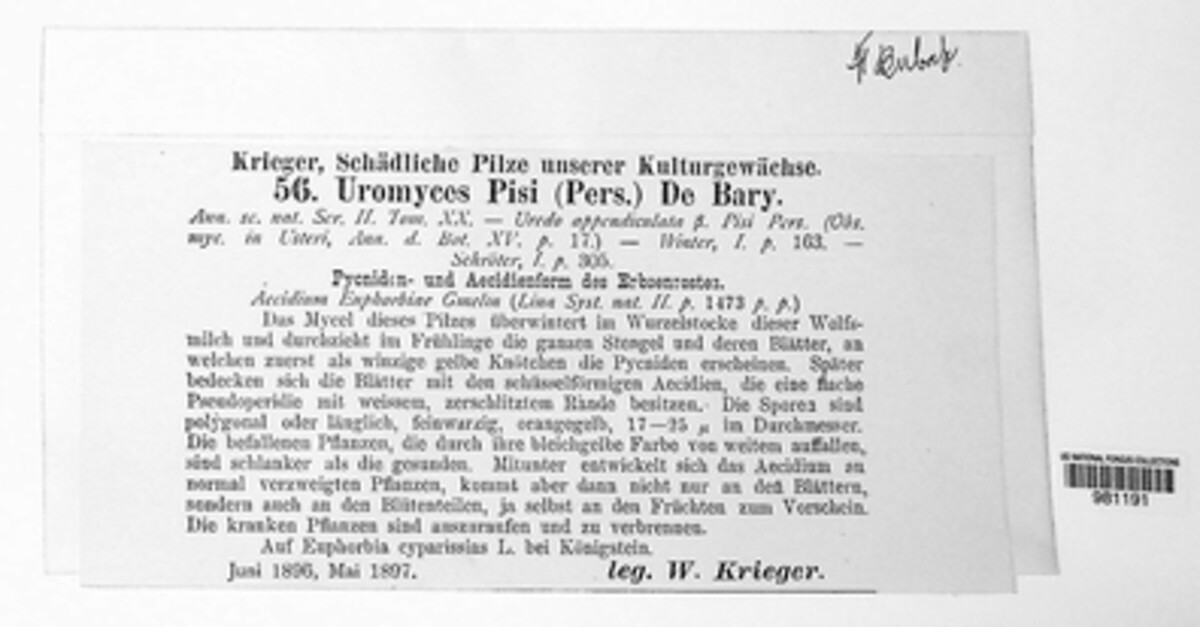 F Bubak.
Krieger, Schädliche Pilze unserer Kulturgewächse.
56. Uromyces Pisi (Pers.) De Bary.
Ann. sc. nat. Ser. II. Tom. XX. — Uredo appendiculata β. Pisi Pers. (Obs.
myc. in Usteri, Ann. d. Bot. XV. p. 17.) — Winter, I. p. 163. —
Schröter, I. p. 305.
Pycniden- und Aecidienform des Erbsenrostes.
Aecidium Euphorbiae Gmelin (Linn Syst. nat. II. p. 1473 p. p.)
Das Mycel dieses Pilzes überwintert im Wurzelstocke dieser Wolfs-
milch und durchzieht im Frühlinge die ganzen Stengel und deren Blätter, an
welchen zuerst als winzige gelbe Knötchen die Pycniden erscheinen. Später
bedecken sich die Blätter mit den schüsselförmigen Aecidien, die eine flache
Pseudoperidie mit weissem, zerschlitztem Rande besitzen. Die Sporen sind
polygonal oder länglich, feinwarzig, orangegelb, 17—25 µ im Durchmesser.
Die befallenen Pflanzen, die durch ihre bleichgelbe Farbe von weitem auffallen,
sind schlanker als die gesunden. Mitunter entwickelt sich das Aecidium an
normal verzweigten Pflanzen, kommt aber dann nicht nur an den Blättern,
sondern auch an den Blütenteilen, ja selbst an den Früchten zum Vorschein.
Die kranken Pflanzen sind auszuraufen und zu verbrennen.
Auf Euphorbia cyparissias L. bei Königstein.
Juni 1896, Mai 1897. leg. W. Krieger.
US NATIONAL FUNGUS COLLECTIONS
981191